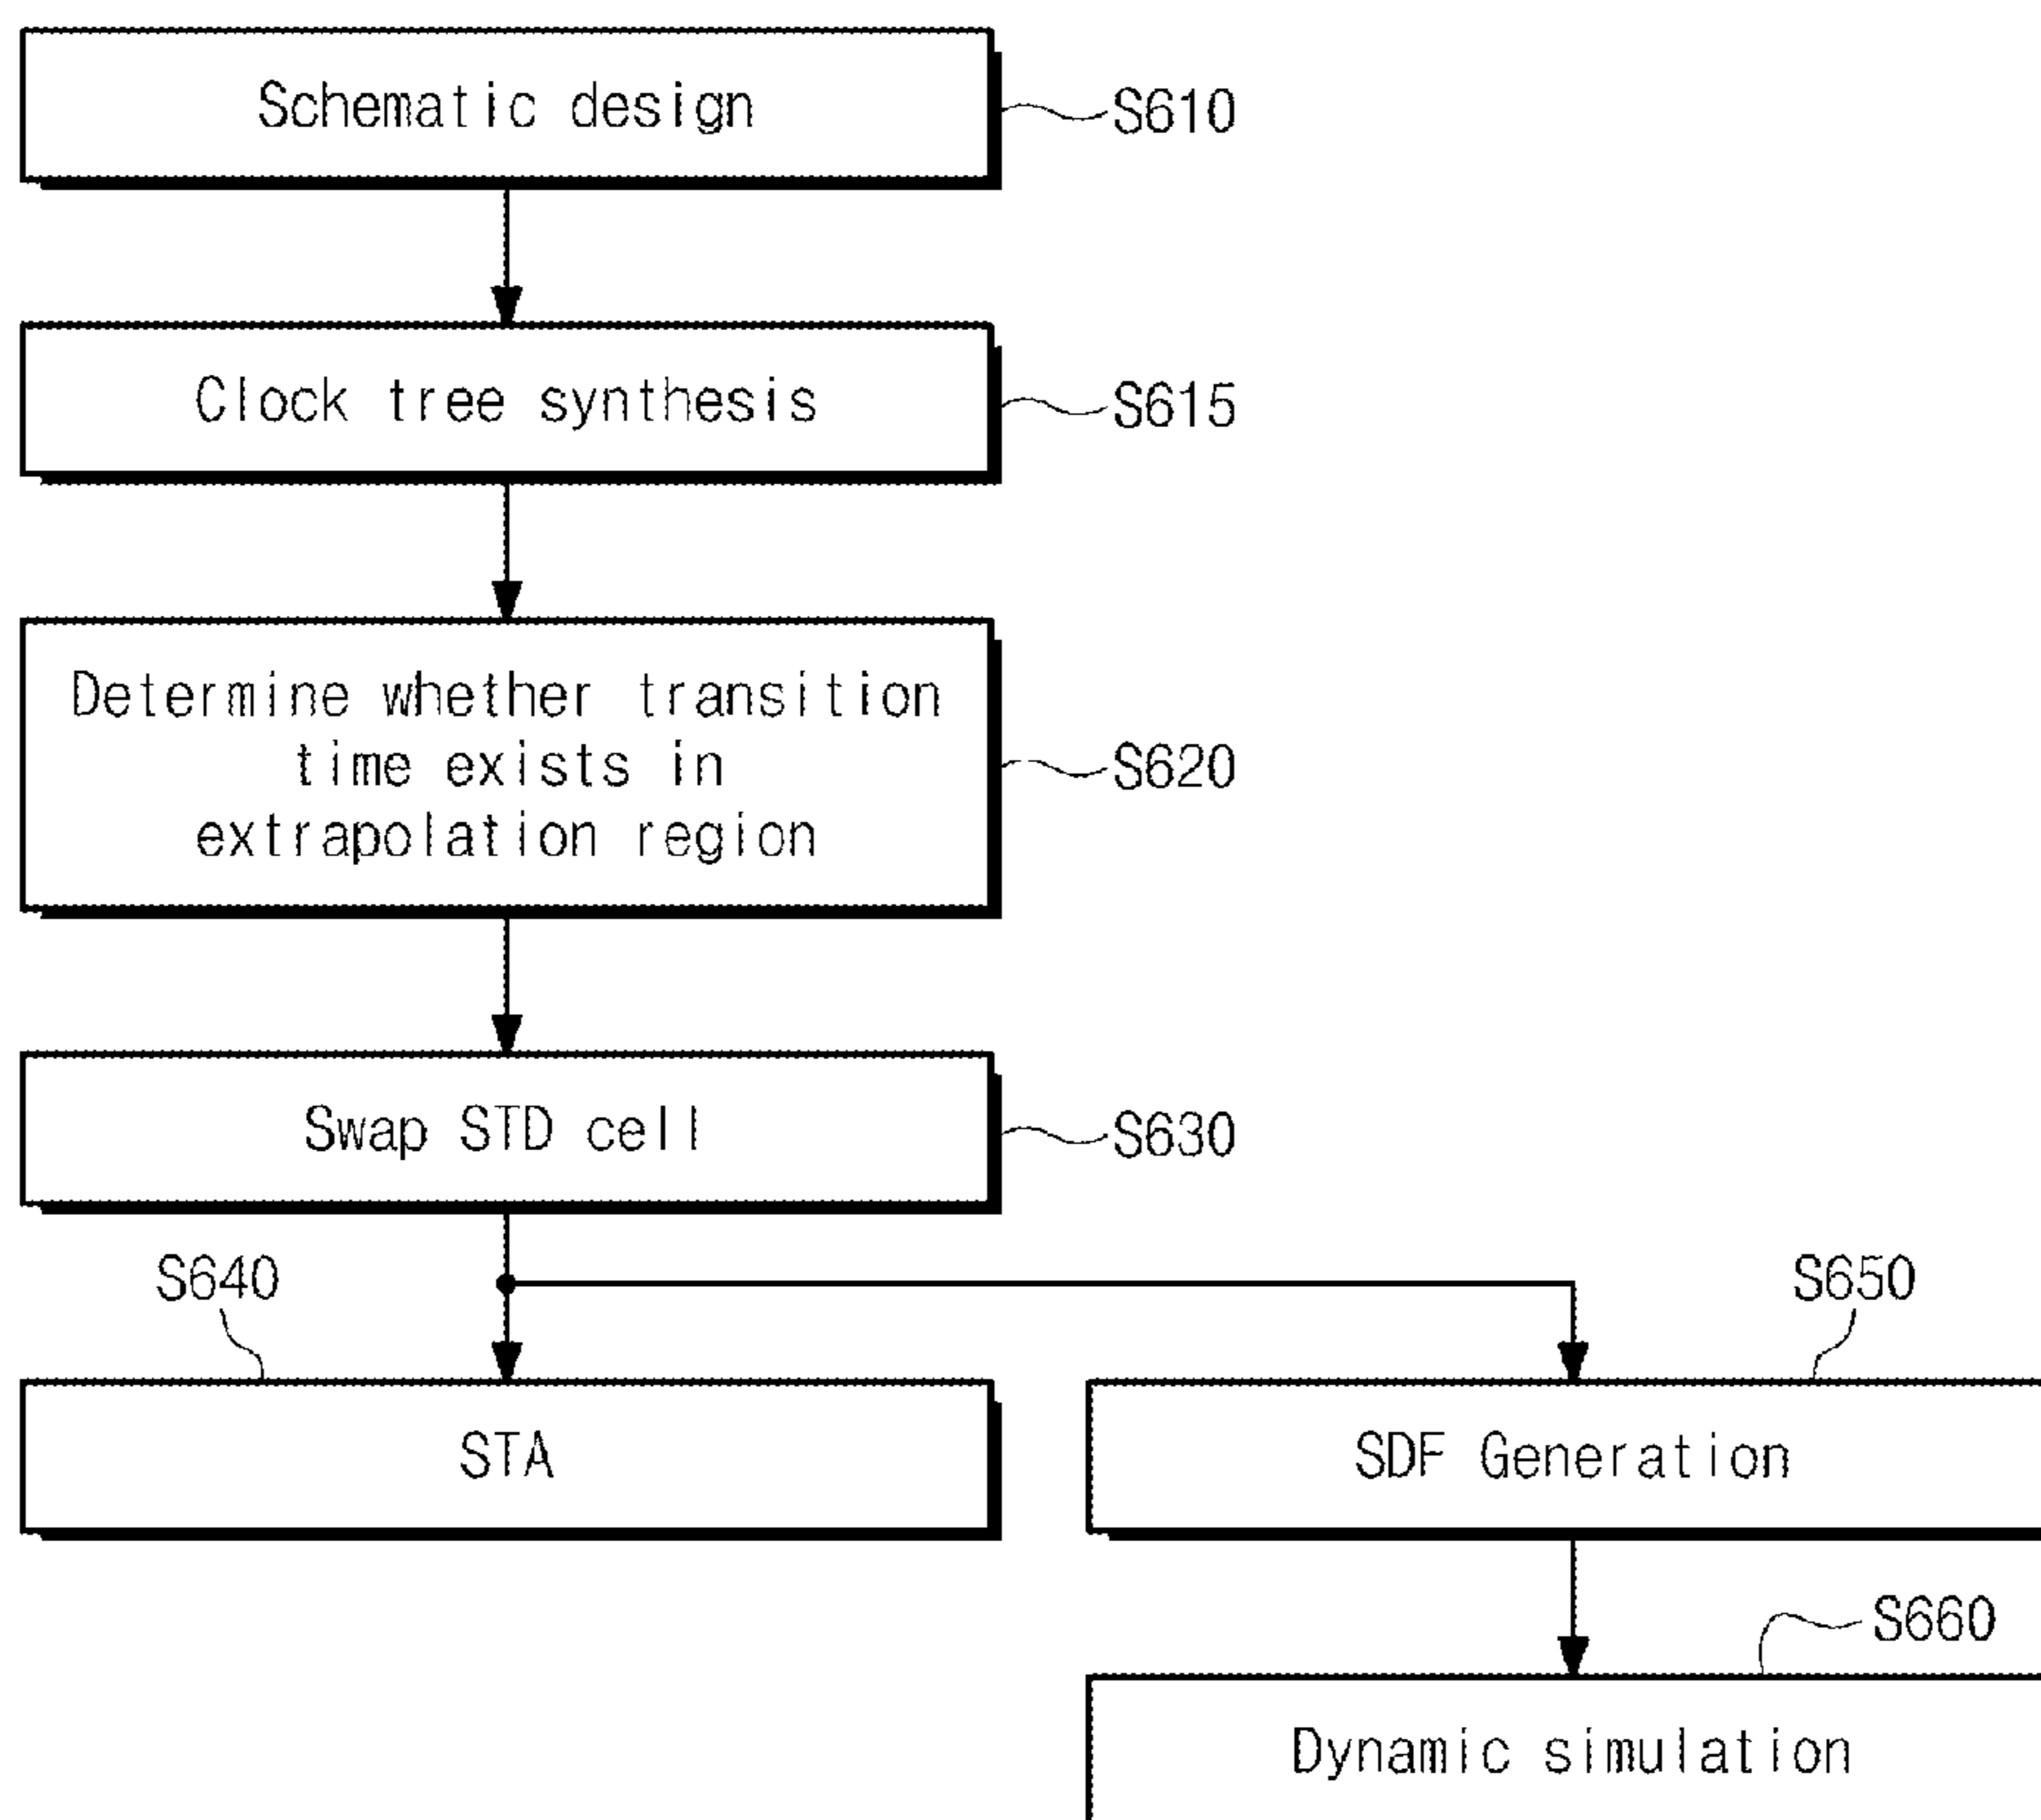 Schematic design
S610
Clock tree synthesis
S615
Determine whether transition
time exists in
extrapolation region
S620
Swap STD cell
S630
S640
S650
STA
SDF Generation
S660
Dynamic simulation